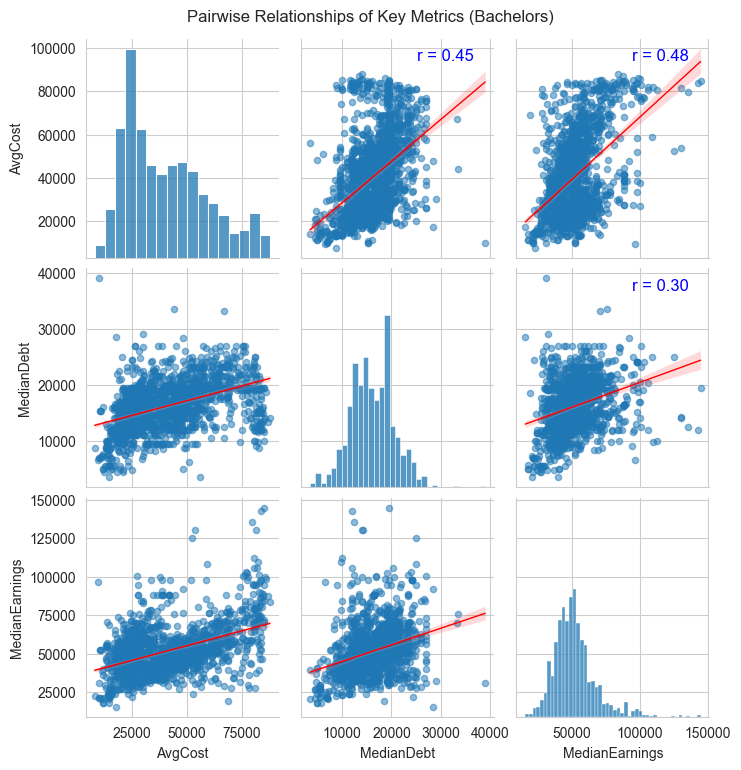 Pairwise Relationships of Key Metrics (Bachelors)
100000
80000
60000
40000
20000
AvgCost
r = 0.45
r = 0.48
40000
30000
20000
10000
MedianDebt
r = 0.30
150000
125000
100000
75000
50000
25000
MedianEarnings
25000 50000 75000
AvgCost
10000 20000 30000 40000
MedianDebt
50000 100000 150000
MedianEarnings